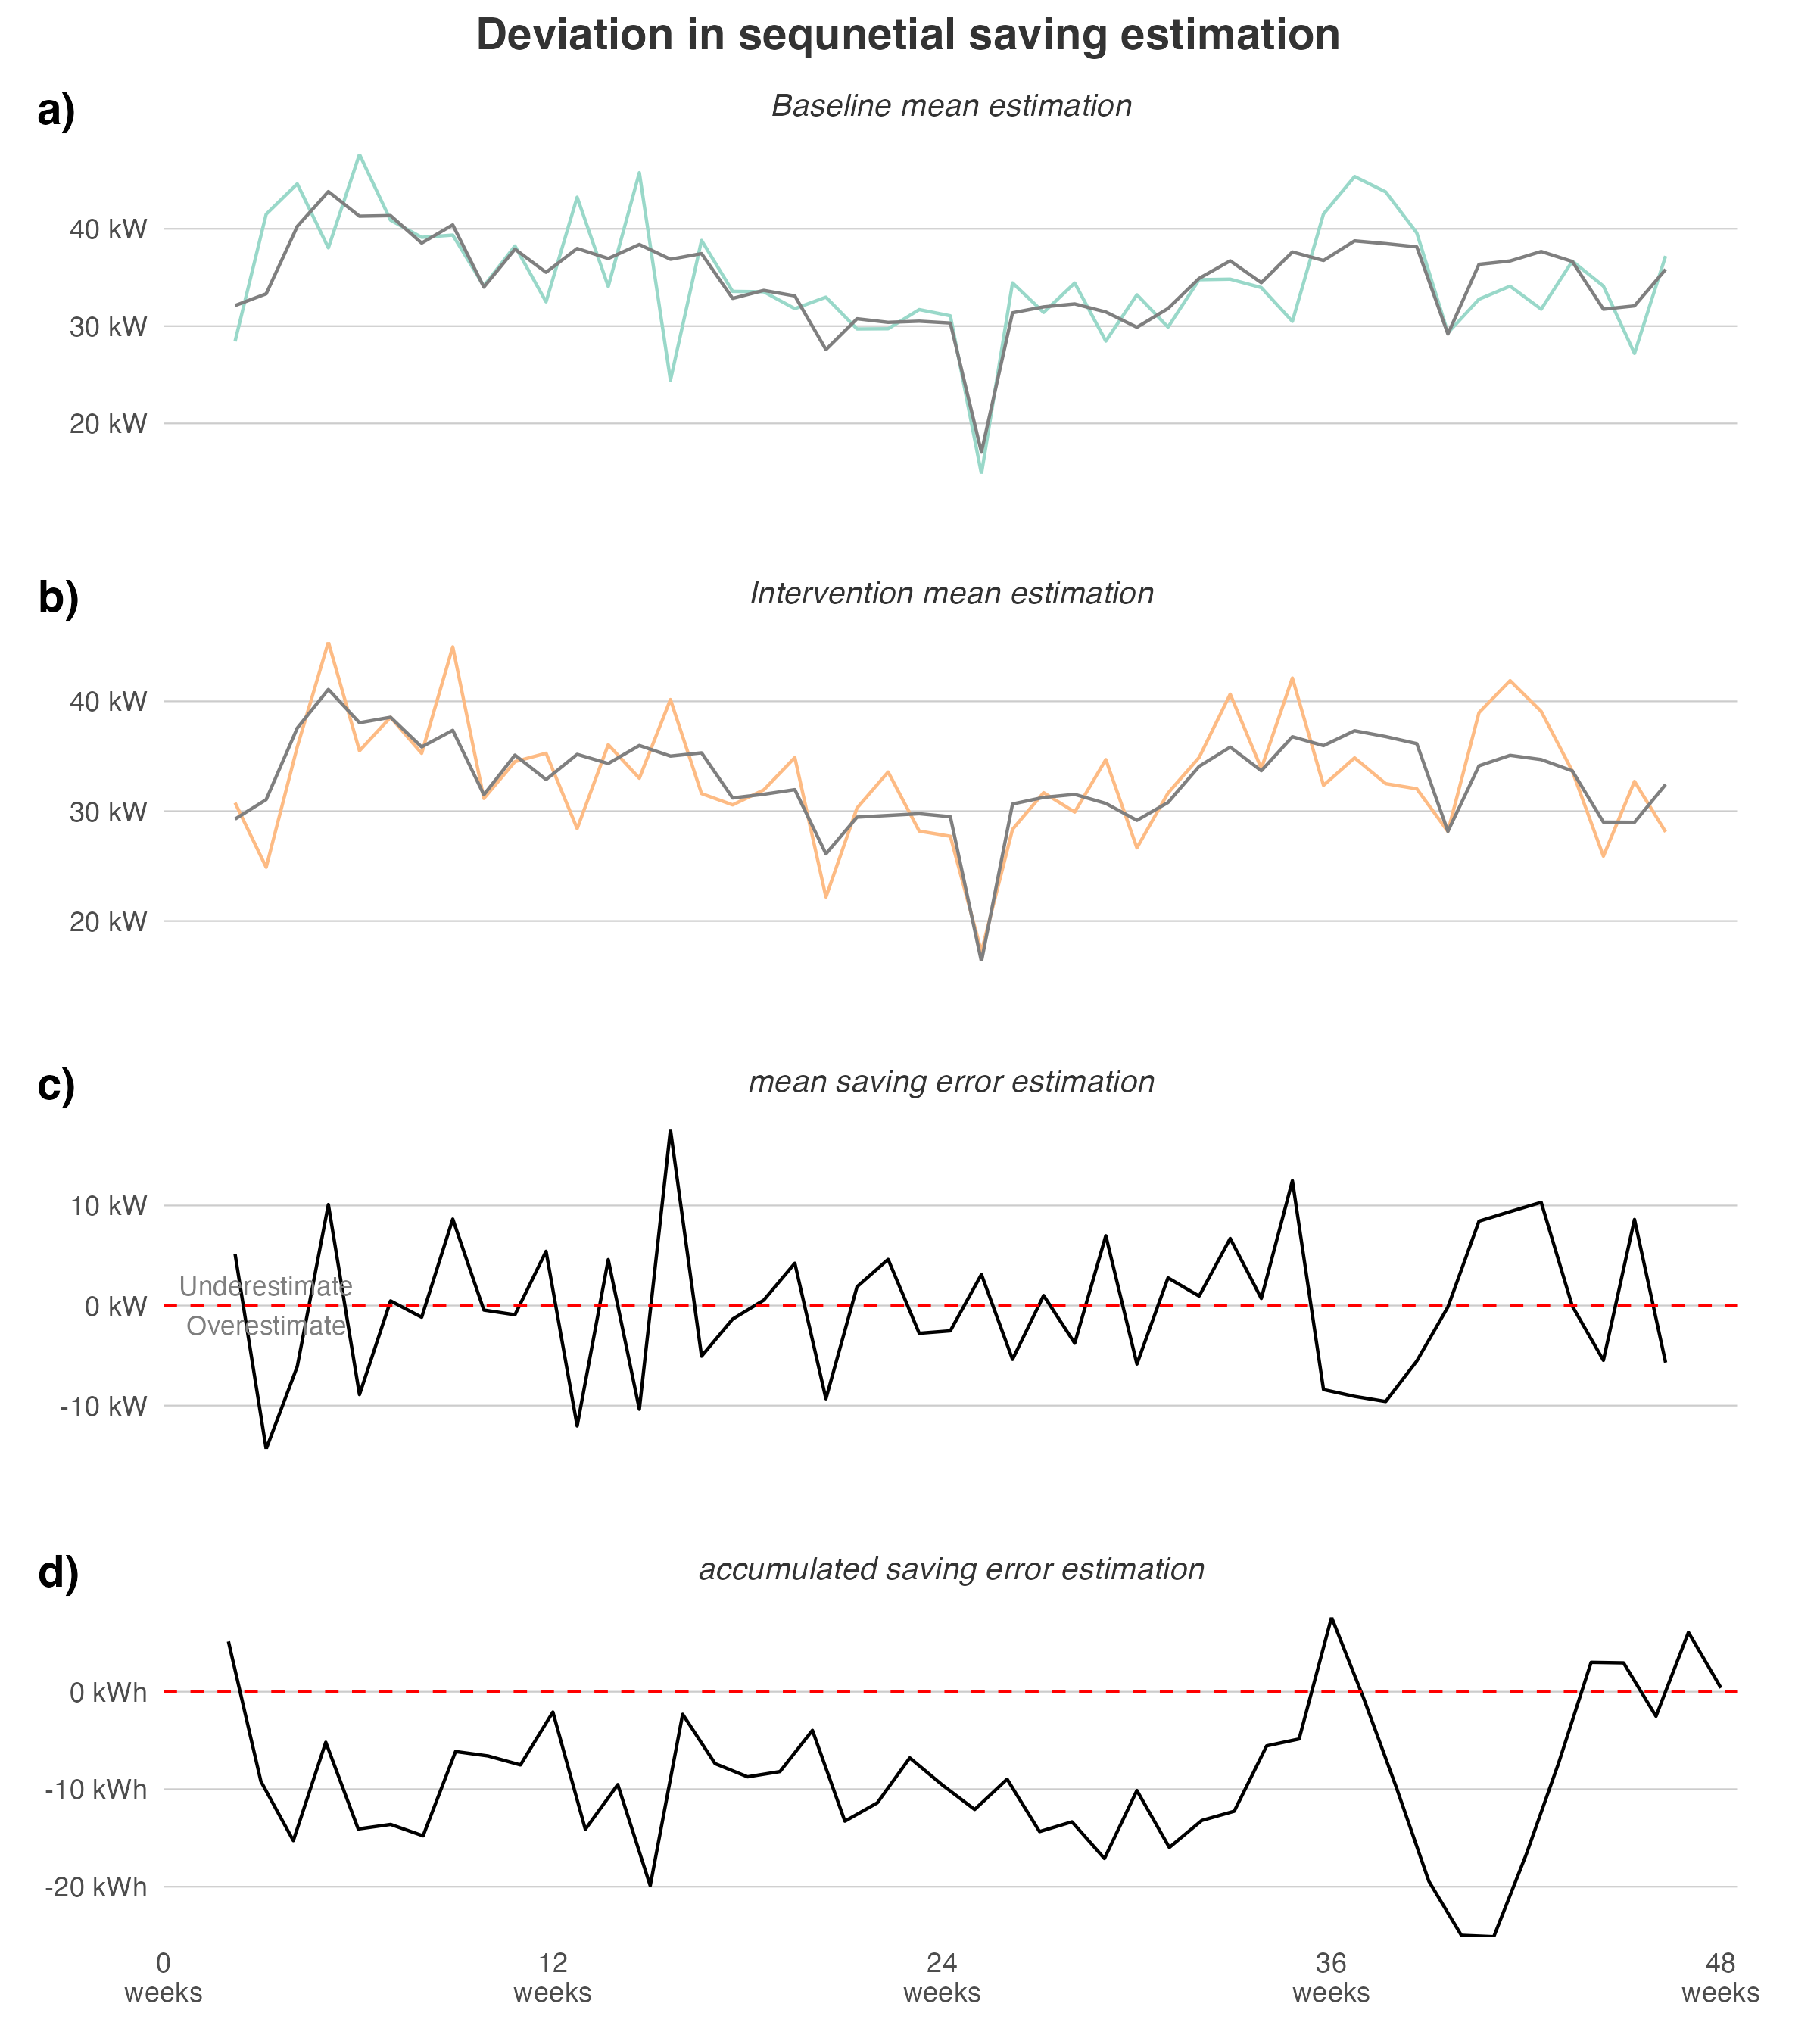 Deviation in sequnetial saving estimation
a)
Baseline mean estimation
40 kW
30 kW
20 kW
b)
Intervention mean estimation
40 kW
30 kW
20 kW
c)
mean saving error estimation
10 kW
Underestimate
0 kW
Overestimate
-10 kW
d)
accumulated saving error estimation
0 kWh
-10 kWh
-20 kWh
0 12 24 36 48
weeks weeks weeks weeks weeks